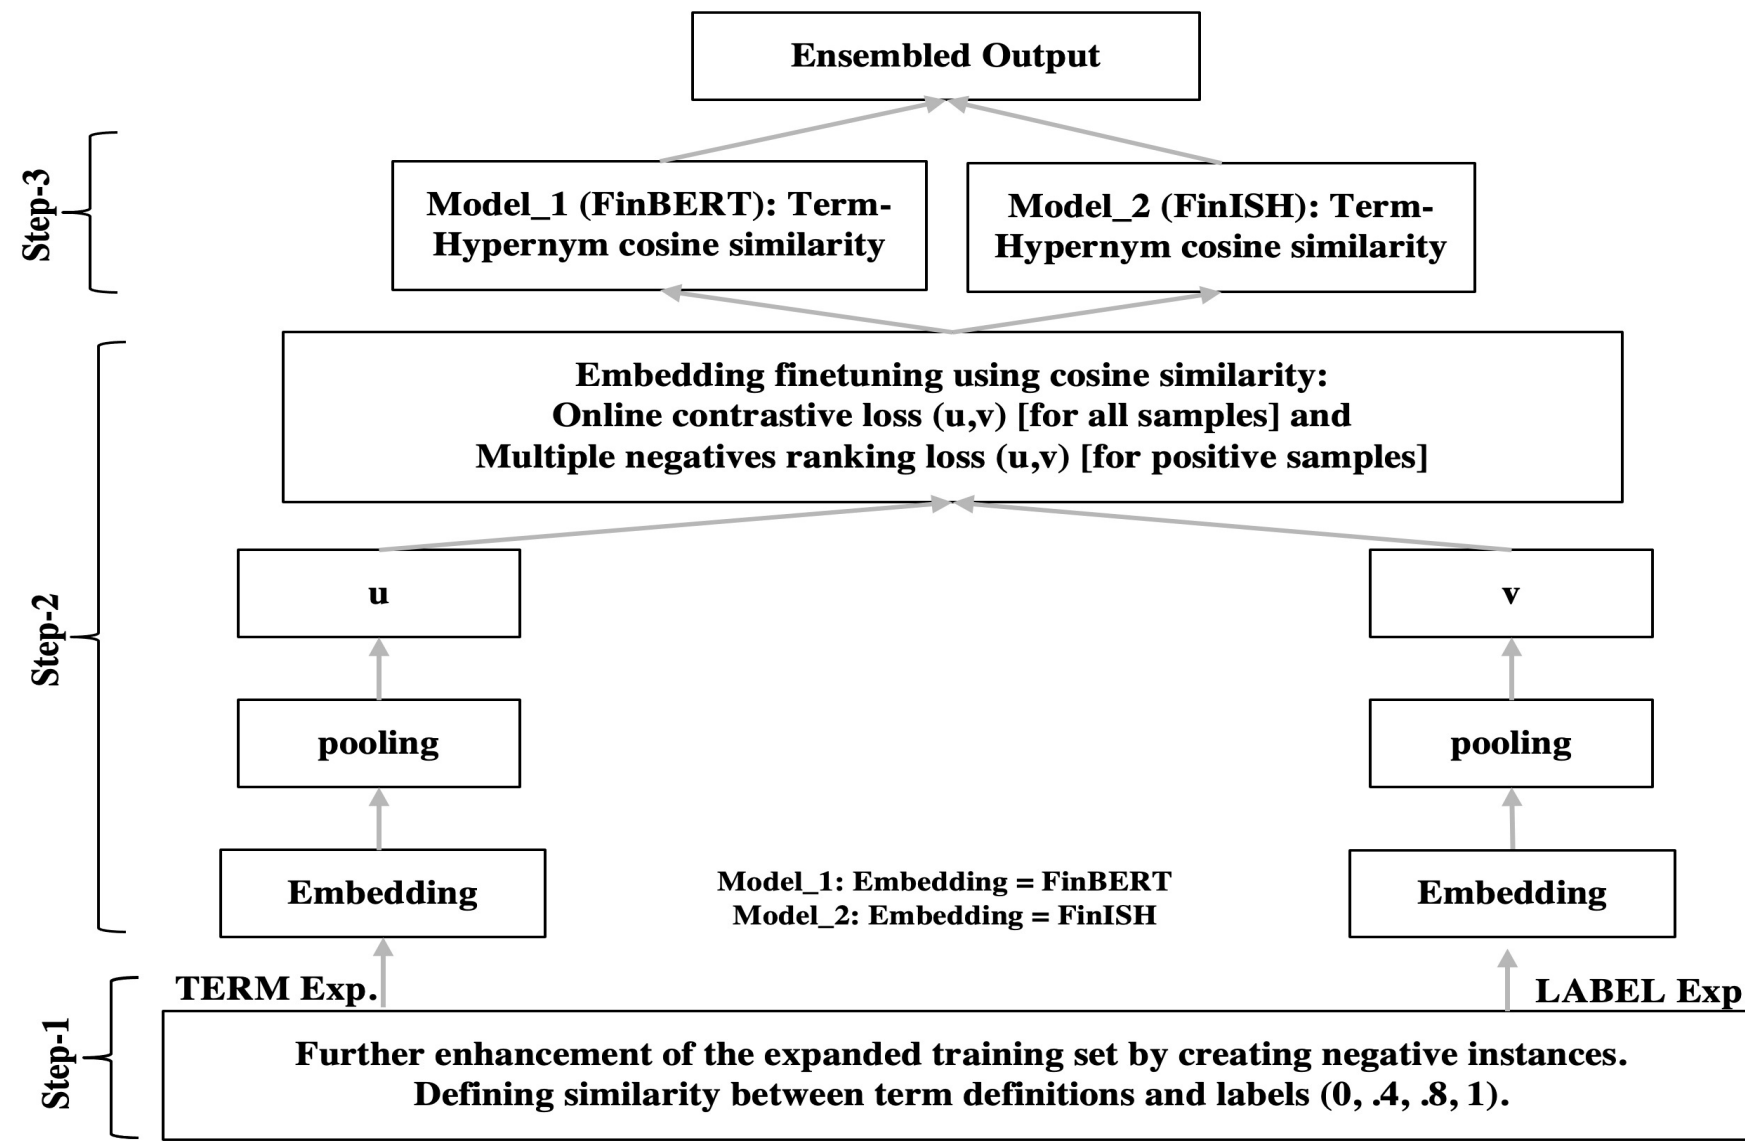 Ensembled Output
Step-3
Model_1 (FinBERT): Term-
Hypernym cosine similarity
Model_2 (FinISH): Term-
Hypernym cosine similarity
Step-2
Embedding finetuning using cosine similarity:
Online contrastive loss (u,v) [for all samples] and
Multiple negatives ranking loss (u,v) [for positive samples]
u
v
pooling
pooling
Embedding
Model_1: Embedding = FinBERT
Model_2: Embedding = FinISH
Embedding
TERM Exp.
LABEL Exp
Step-1
Further enhancement of the expanded training set by creating negative instances.
Defining similarity between term definitions and labels (0, .4, .8, 1).